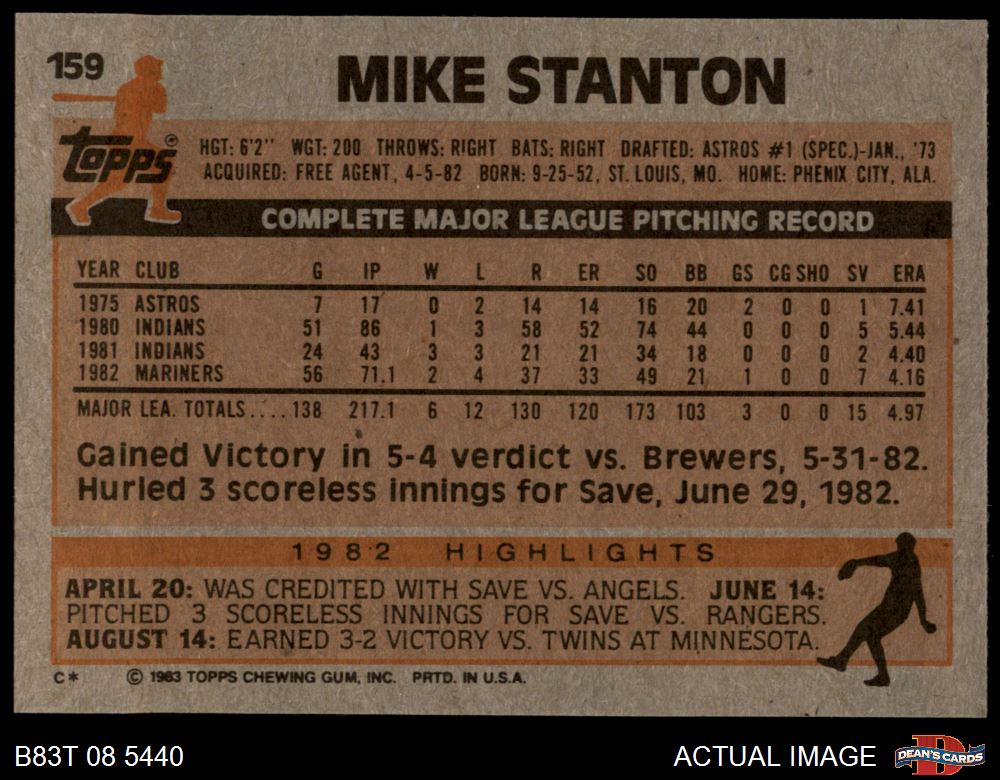 159
MIKE STANTON
topps®
HGT: 6'2" WGT: 200 THROWS: RIGHT BATS: RIGHT DRAFTED: ASTROS #1 (SPEC.)-JAN., '73
ACQUIRED: FREE AGENT, 4-5-82 BORN: 9-25-52, ST. LOUIS, MO. HOME: PHENIX CITY, ALA.
COMPLETE MAJOR LEAGUE PITCHING RECORD
YEAR CLUB G IP W L R ER SO BB GS CG SHO SV ERA
1975 ASTROS 7 17 0 2 14 14 16 20 2 0 0 1 7.41
1980 INDIANS 51 86 1 3 58 52 74 44 0 0 0 5 5.44
1981 INDIANS 24 43 3 3 21 21 34 18 0 0 0 2 4.40
1982 MARINERS 56 71.1 2 4 37 33 49 21 1 0 0 7 4.16
MAJOR LEA. TOTALS.... 138 217.1 6 12 130 120 173 103 3 0 0 15 4.97
Gained Victory in 5-4 verdict vs. Brewers, 5-31-82.
Hurled 3 scoreless innings for Save, June 29, 1982.
1982 HIGHLIGHTS
APRIL 20: WAS CREDITED WITH SAVE VS. ANGELS. JUNE 14:
PITCHED 3 SCORELESS INNINGS FOR SAVE VS. RANGERS.
AUGUST 14: EARNED 3-2 VICTORY VS. TWINS AT MINNESOTA.
C* © 1983 TOPPS CHEWING GUM, INC. PRTD. IN U.S.A.
B83T 08 5440 ACTUAL IMAGE D DEAN'S CARDS